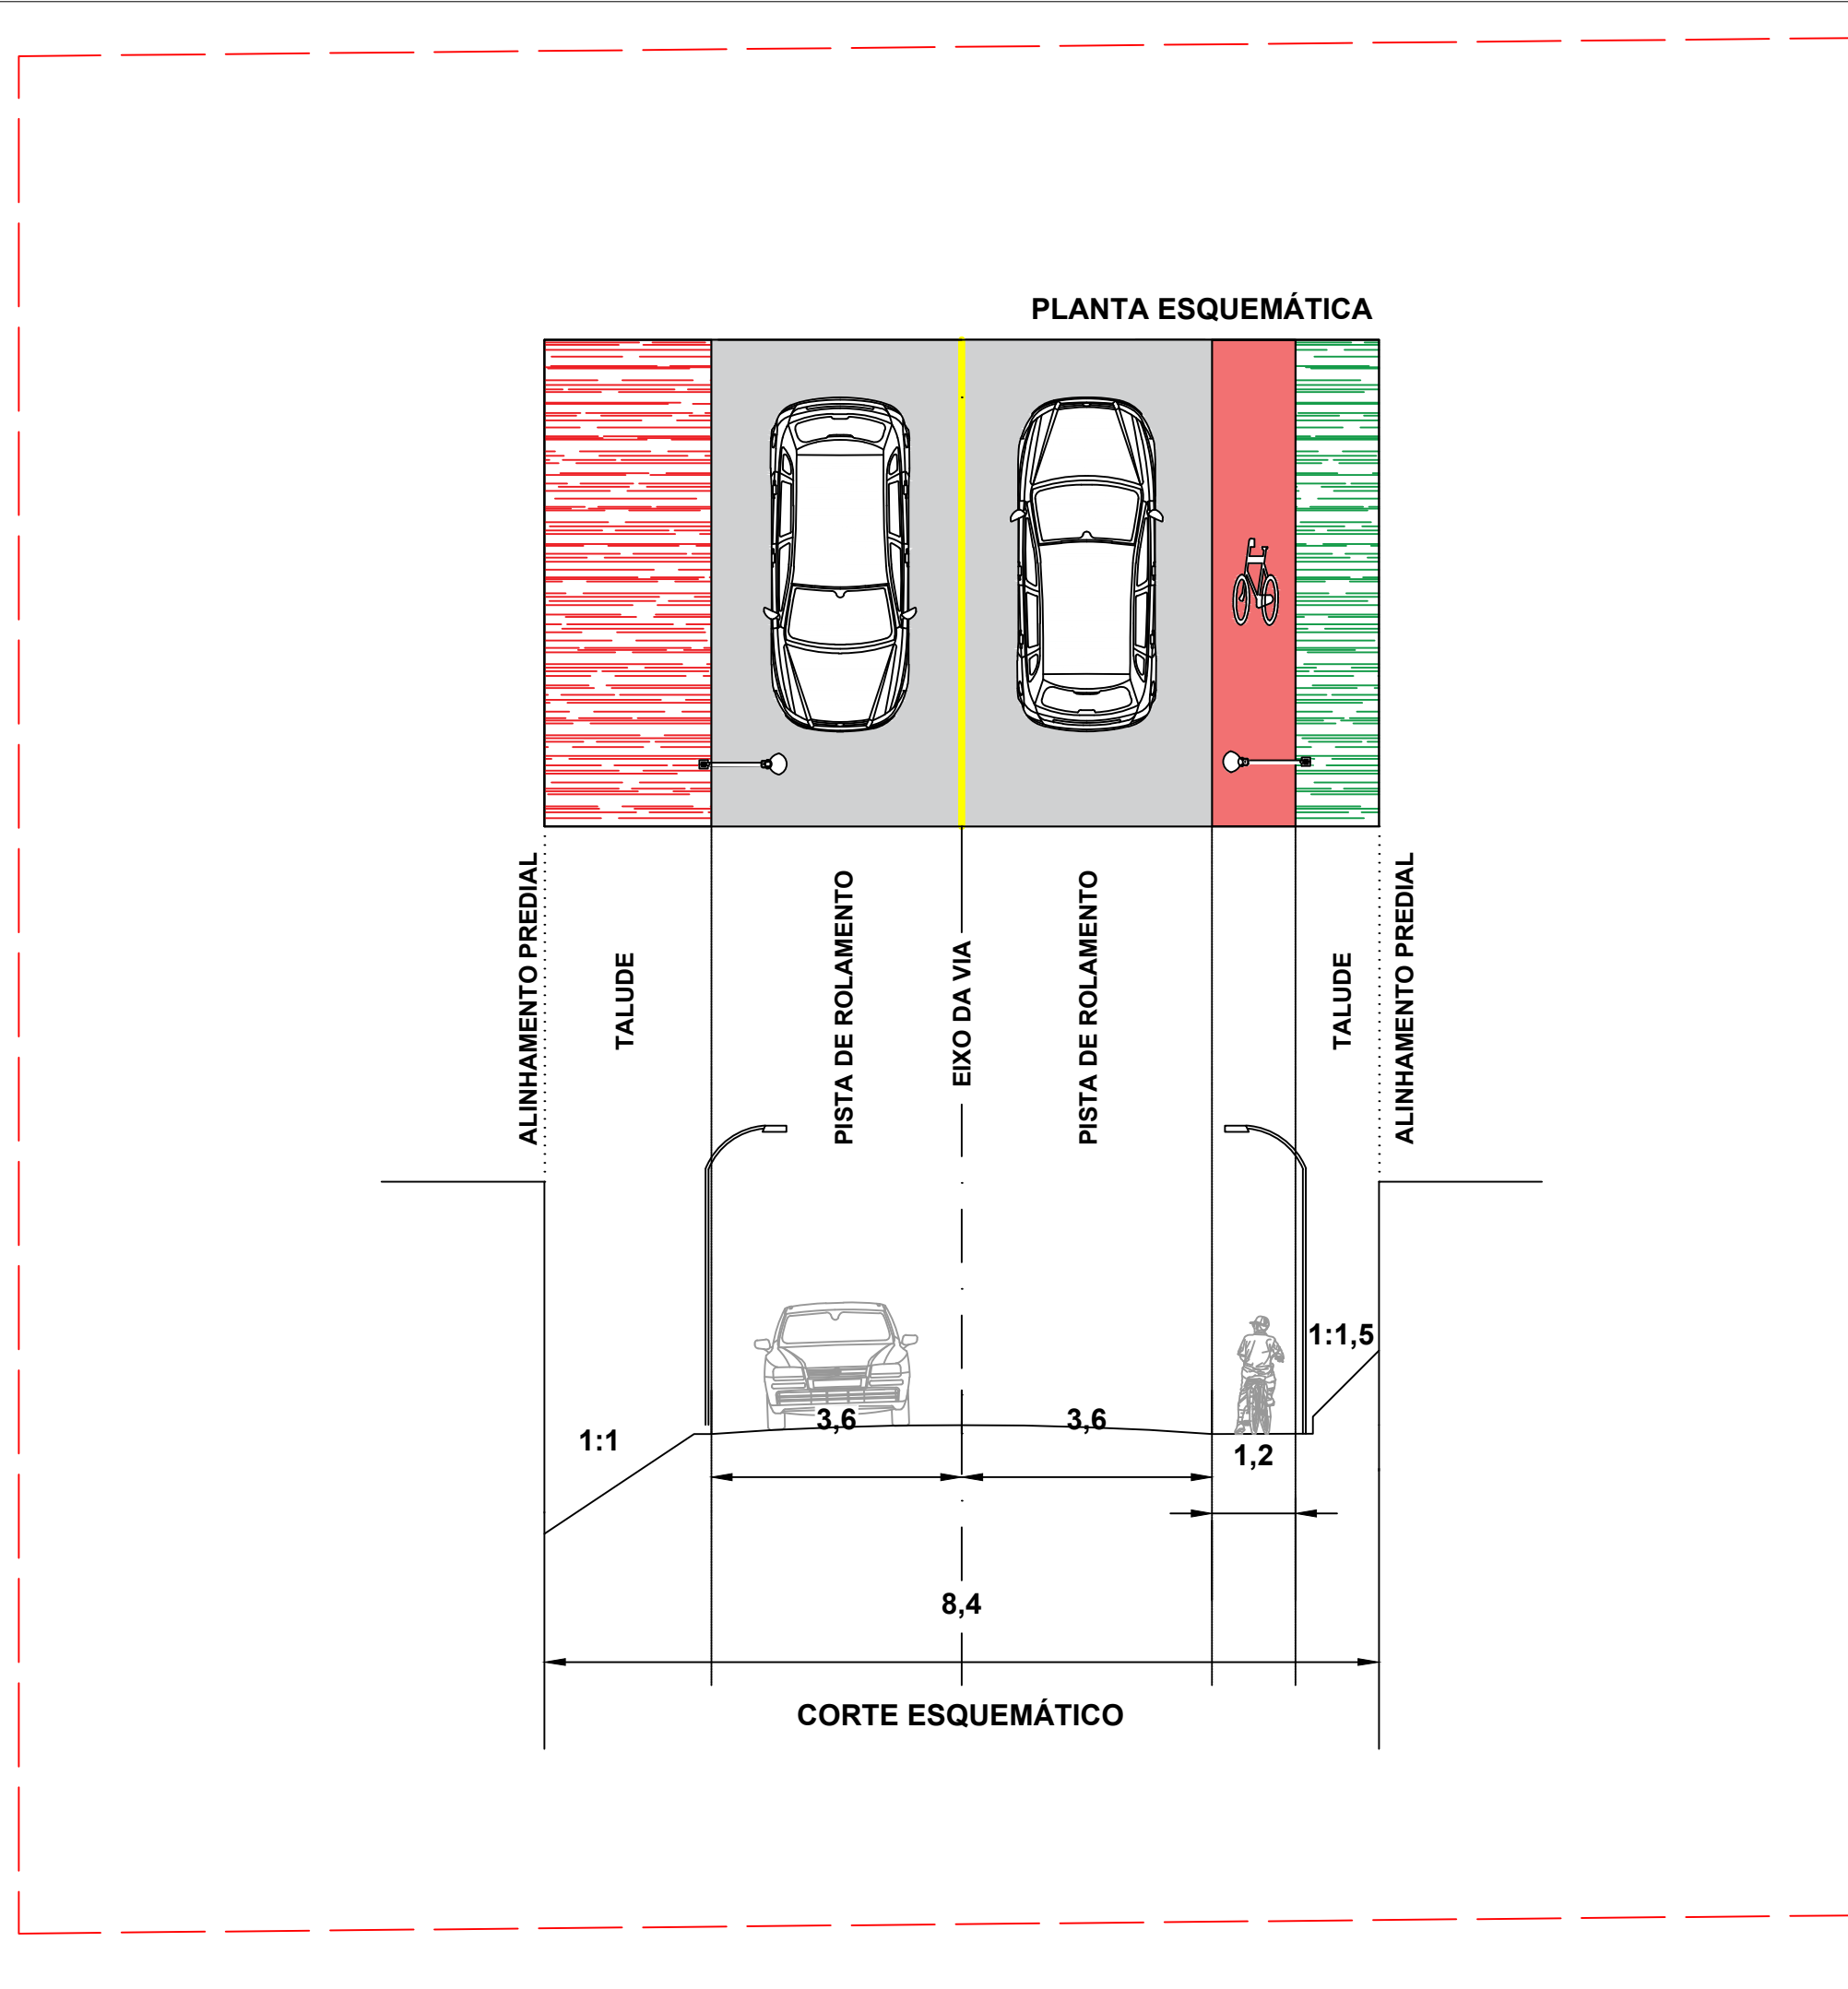 PLANTA ESQUEMÁTICA
ALINHAMENTO PREDIAL
TALUDE
PISTA DE ROLAMENTO
EIXO DA VIA
PISTA DE ROLAMENTO
TALUDE
ALINHAMENTO PREDIAL
1:1,5
3,6
3,6
1:1
1,2
8,4
CORTE ESQUEMÁTICO